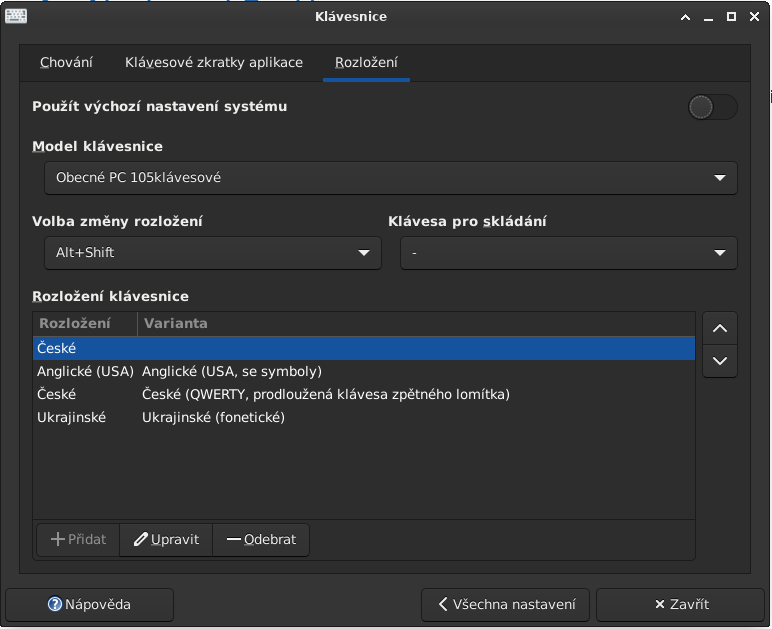 Klávesnice
Chování Klávesové zkratky aplikace Rozložení
Použít výchozí nastavení systému
Model klávesnice
Obecné PC 105klávesové
Volba změny rozložení Klávesa pro skládání
Alt+Shift -
Rozložení klávesnice
Rozložení Varianta
České
Anglické (USA) Anglické (USA, se symboly)
České České (QWERTY, prodloužená klávesa zpětného lomítka)
Ukrajinské Ukrajinské (fonetické)
Přidat Upravit Odebrat
Nápověda Všechna nastavení Zavřít